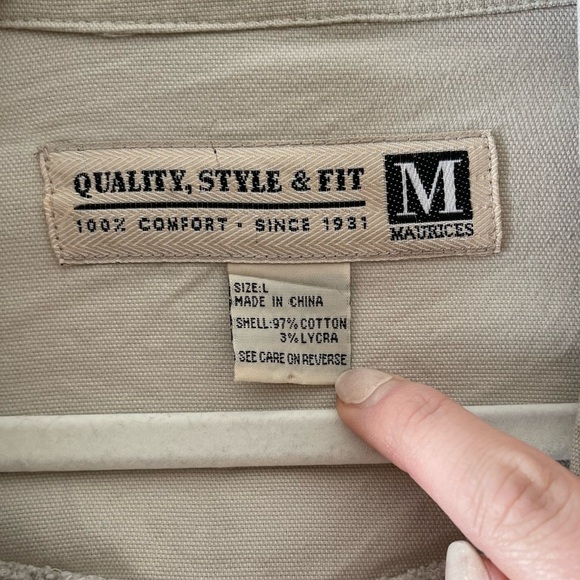 QUALITY, STYLE & FIT
100% COMFORT • SINCE 1931
M
MAURICES
SIZE:L
MADE IN CHINA
SHELL:97% COTTON
3% LYCRA
SEE CARE ON REVERSE